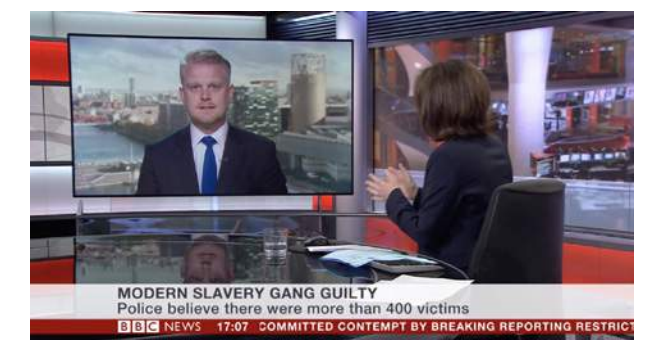 MODERN SLAVERY GANG GUILTY
Police believe there were more than 400 victims
BBC NEWS 17:07 COMMITTED CONTEMPT BY BREAKING REPORTING RESTRICT